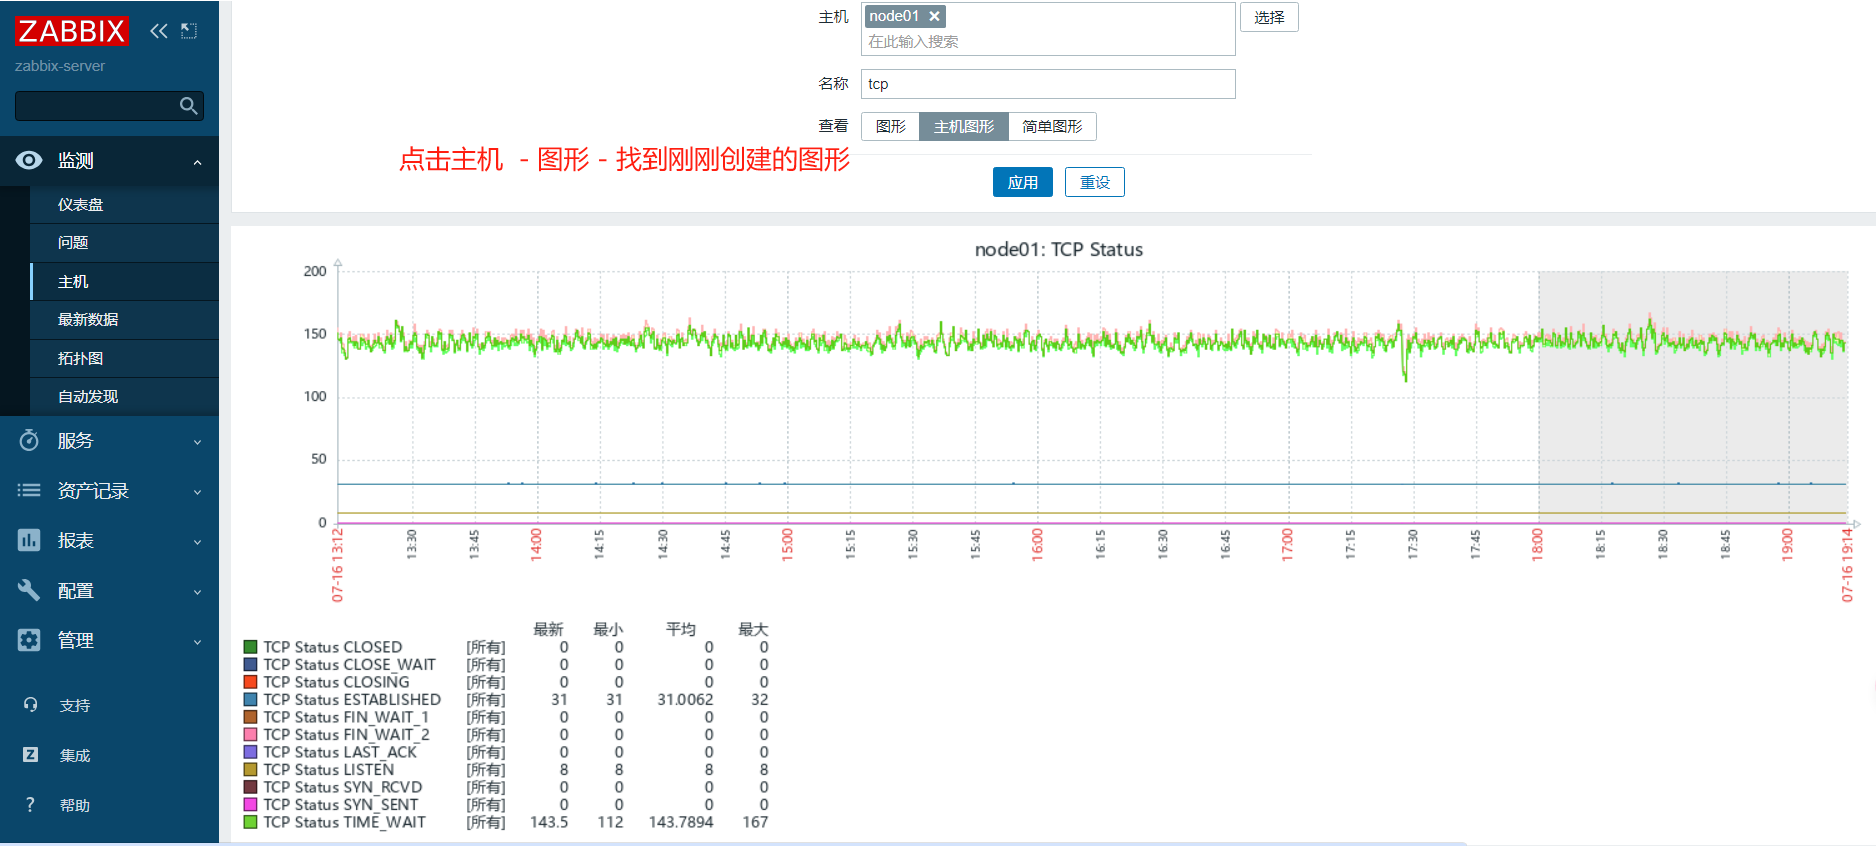 ZABBIX
zabbix-server
监测
仪表盘
问题
主机
最新数据
拓扑图
自动发现
服务
资产记录
报表
配置
管理
支持
集成
帮助
主机 node01 选择
在此输入搜索
名称 tcp
查看 图形 主机图形 简单图形
点击主机 - 图形 - 找到刚刚创建的图形
应用 重设
node01: TCP Status
200
150
100
50
0
07-16 13:12 13:30 13:45 14:00 14:15 14:30 14:45 15:00 15:15 15:30 15:45 16:00 16:15 16:30 16:45 17:00 17:15 17:30 17:45 18:00 18:15 18:30 18:45 19:00 07-16 19:14
最新 最小 平均 最大
TCP Status CLOSED [所有] 0 0 0 0
TCP Status CLOSE_WAIT [所有] 0 0 0 0
TCP Status CLOSING [所有] 0 0 0 0
TCP Status ESTABLISHED [所有] 31 31 31.0062 32
TCP Status FIN_WAIT_1 [所有] 0 0 0 0
TCP Status FIN_WAIT_2 [所有] 0 0 0 0
TCP Status LAST_ACK [所有] 0 0 0 0
TCP Status LISTEN [所有] 8 8 8 8
TCP Status SYN_RCVD [所有] 0 0 0 0
TCP Status SYN_SENT [所有] 0 0 0 0
TCP Status TIME_WAIT [所有] 143.5 112 143.7894 167